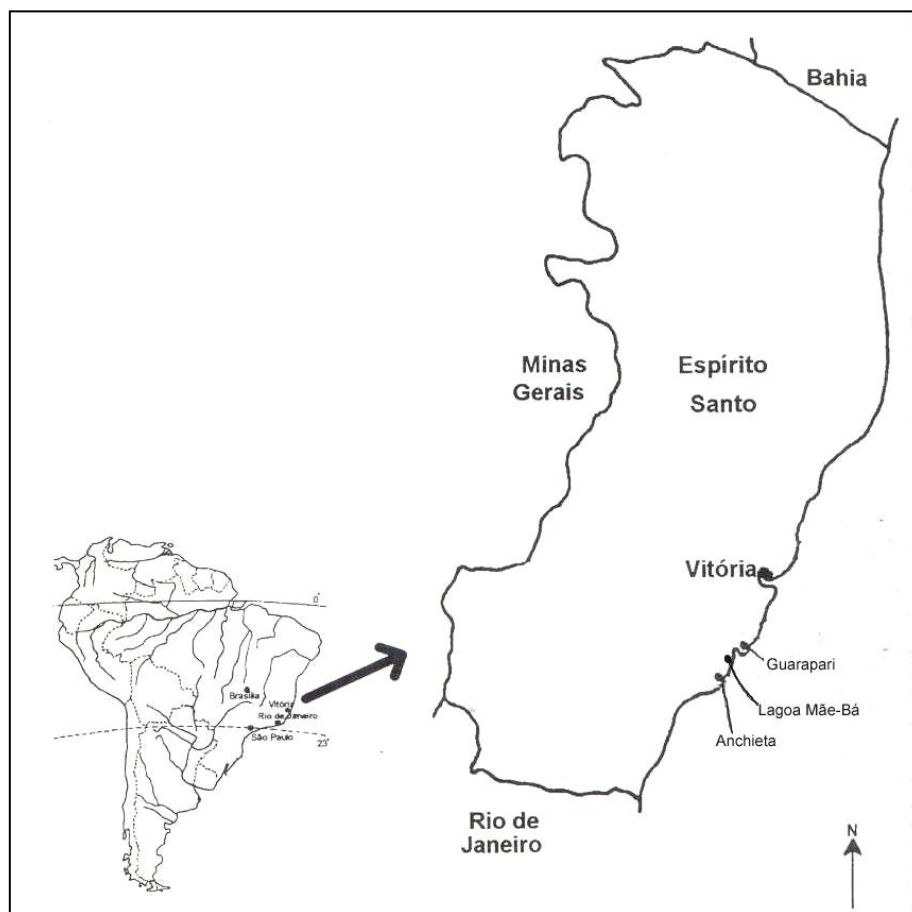 Bahia
Minas
Gerais
Espírito
Santo
Vitória
Guarapari
Lagoa Mãe-Bá
Anchieta
Rio de
Janeiro
N
0°
Brasília
Vitória
Rio de Janeiro
São Paulo
23°